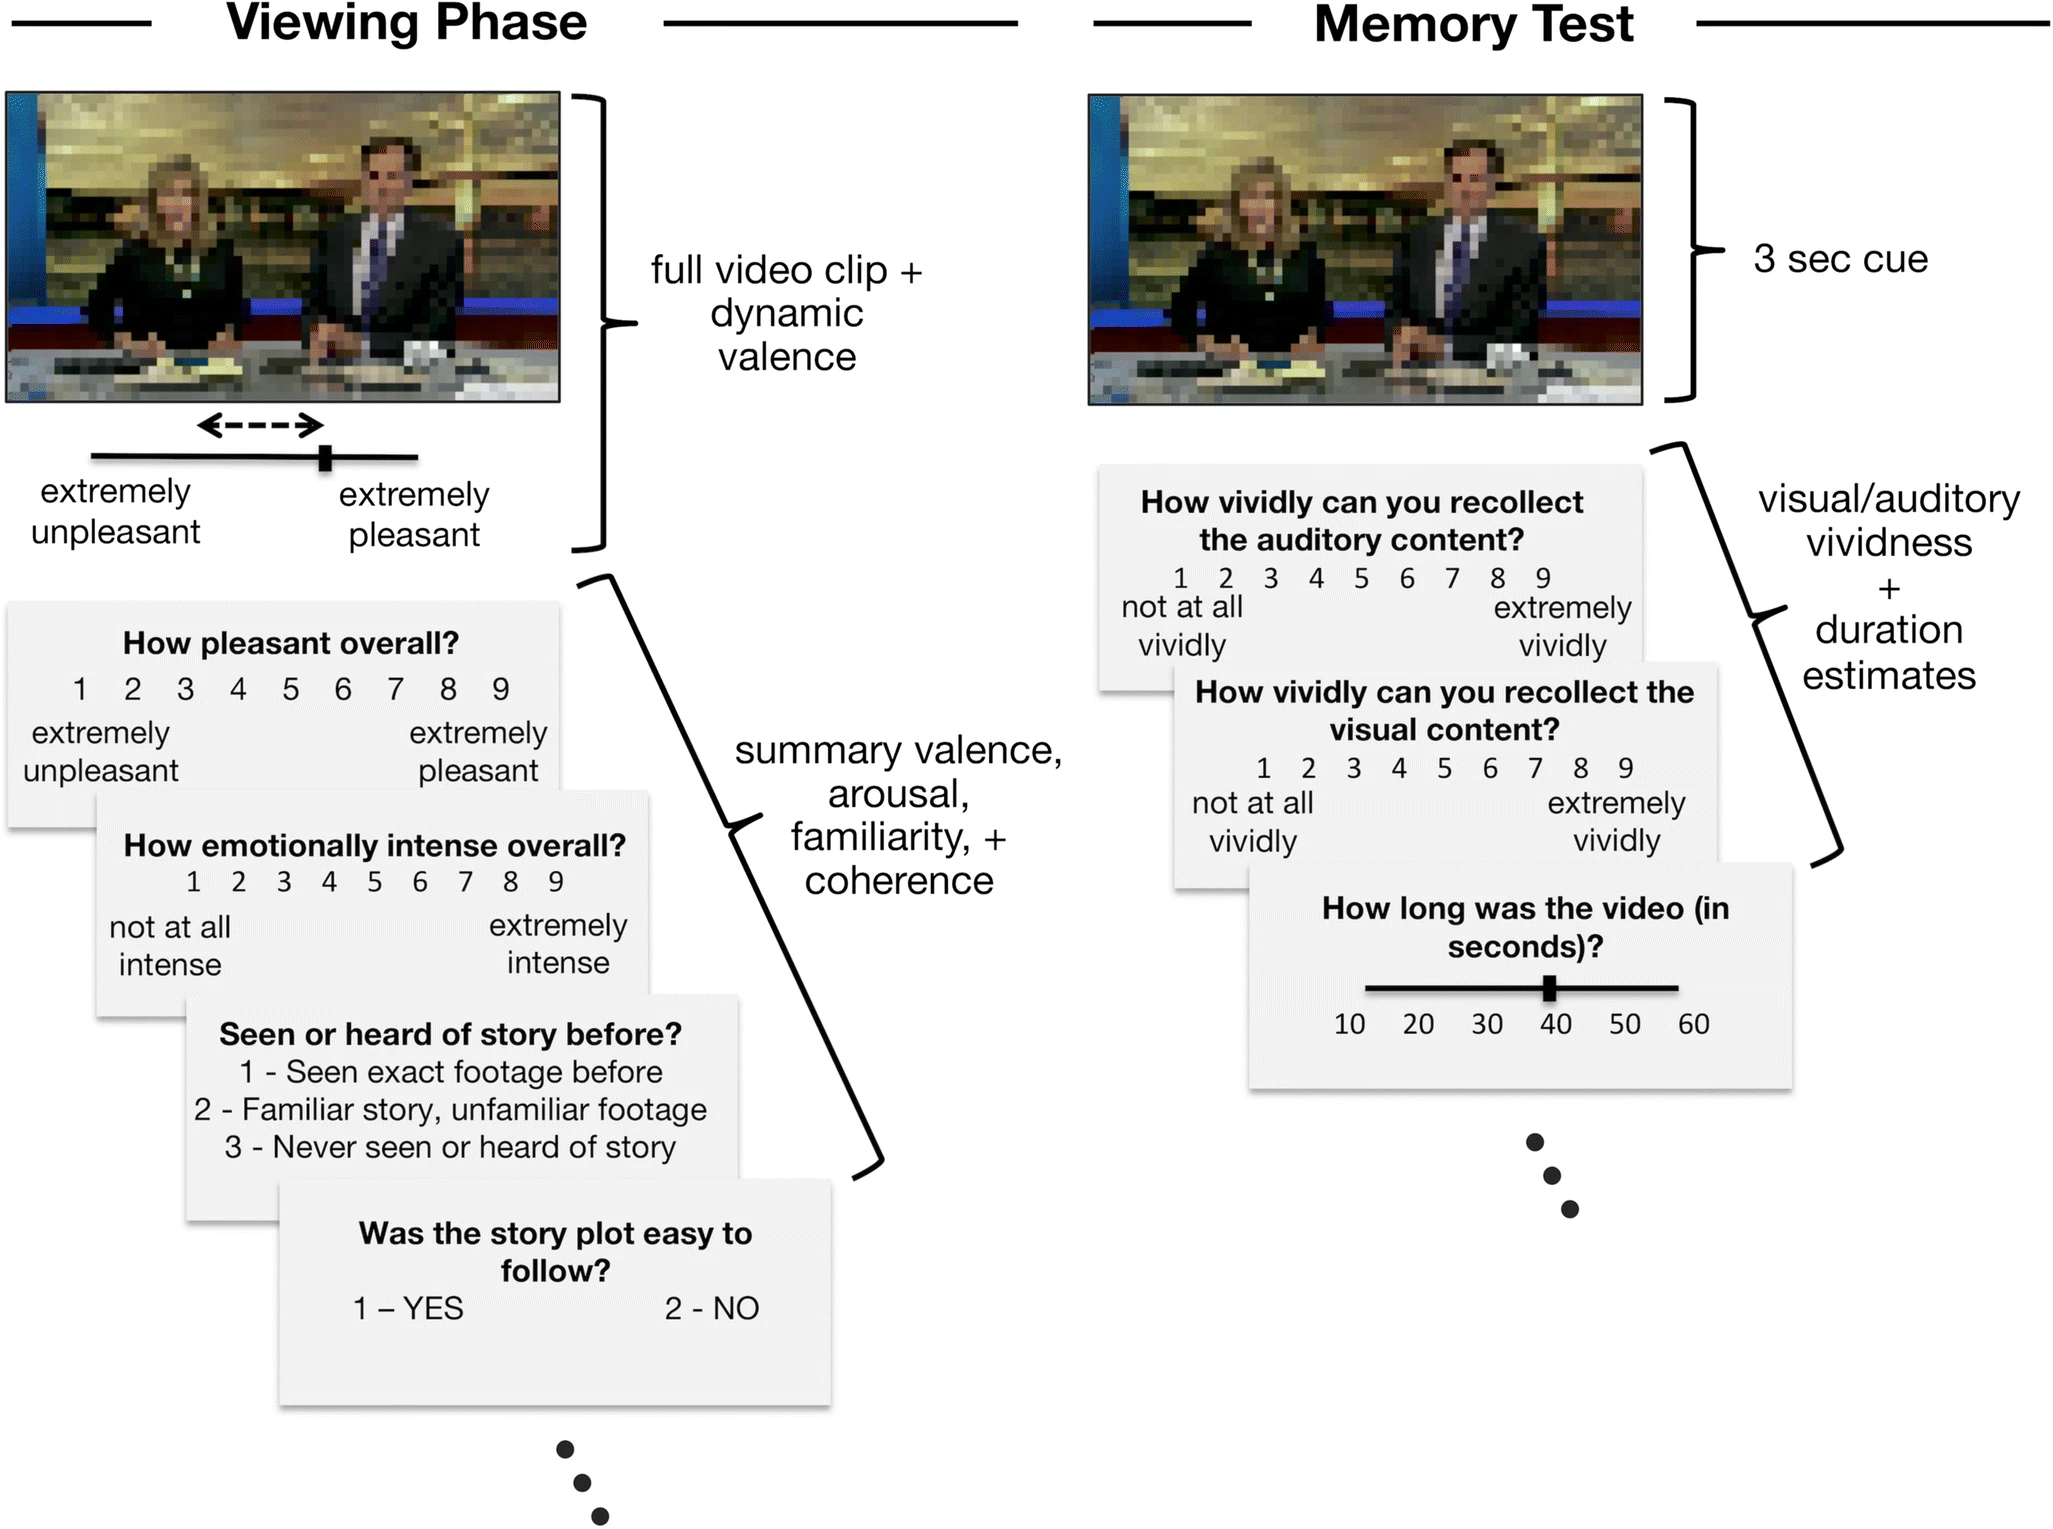 Viewing Phase
full video clip +
dynamic
valence
extremely
unpleasant
extremely
pleasant
How pleasant overall?
1 2 3 4 5 6 7 8 9
extremely
unpleasant
extremely
pleasant
How emotionally intense overall?
1 2 3 4 5 6 7 8 9
not at all
intense
extremely
intense
Seen or heard of story before?
1 - Seen exact footage before
2 - Familiar story, unfamiliar footage
3 - Never seen or heard of story
Was the story plot easy to
follow?
1 – YES 2 - NO
summary valence,
arousal,
familiarity, +
coherence
Memory Test
3 sec cue
How vividly can you recollect
the auditory content?
1 2 3 4 5 6 7 8 9
not at all
vividly
extremely
vividly
How vividly can you recollect the
visual content?
1 2 3 4 5 6 7 8 9
not at all
vividly
extremely
vividly
How long was the video (in
seconds)?
10 20 30 40 50 60
visual/auditory
vividness
+
duration
estimates